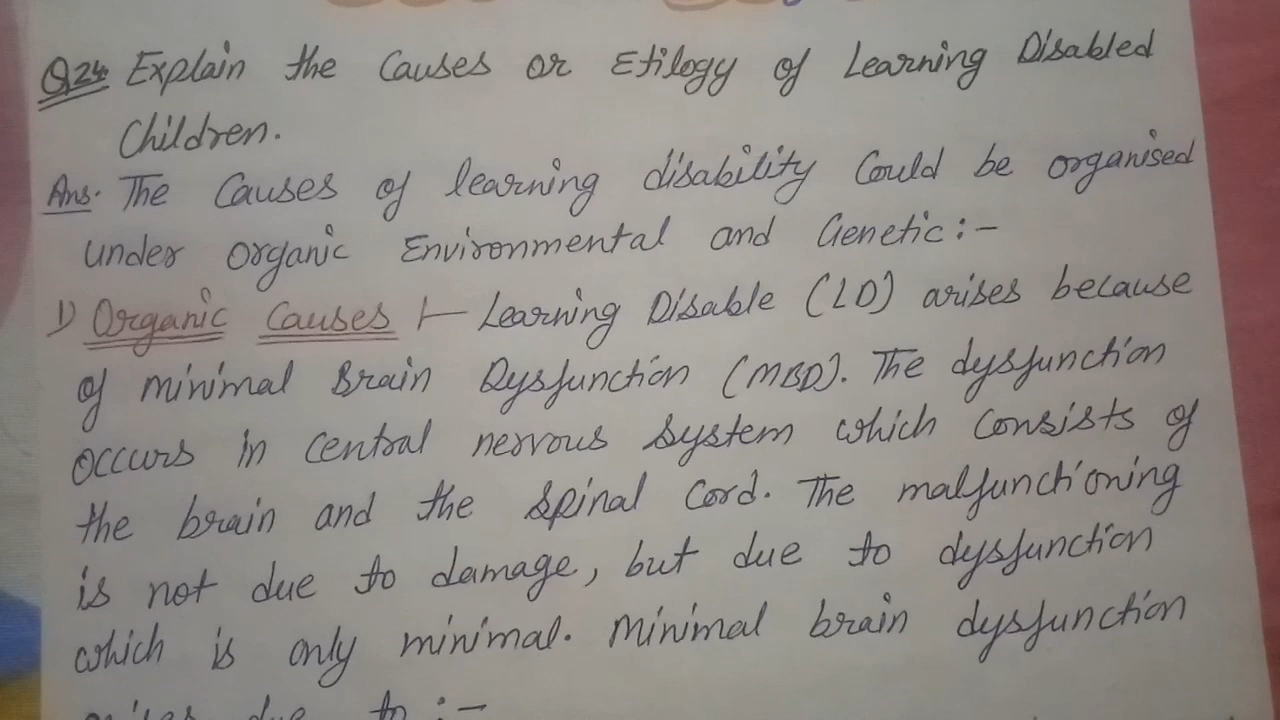 Q24 Explain the Causes or Etilogy of Learning Disabled
Children.
Ans. The Causes of learning disability Could be organised
under organic Environmental and Genetic:-
1) Organic Causes :- Learning Disable (LD) arises because
of minimal Brain Dysfunction (MBD). The dysfunction
occurs in Central nervous system which Consists of
the brain and the spinal Cord. The malfunctioning
is not due to damage, but due to dysfunction
which is only minimal. Minimal brain dysfunction
arises due to :-